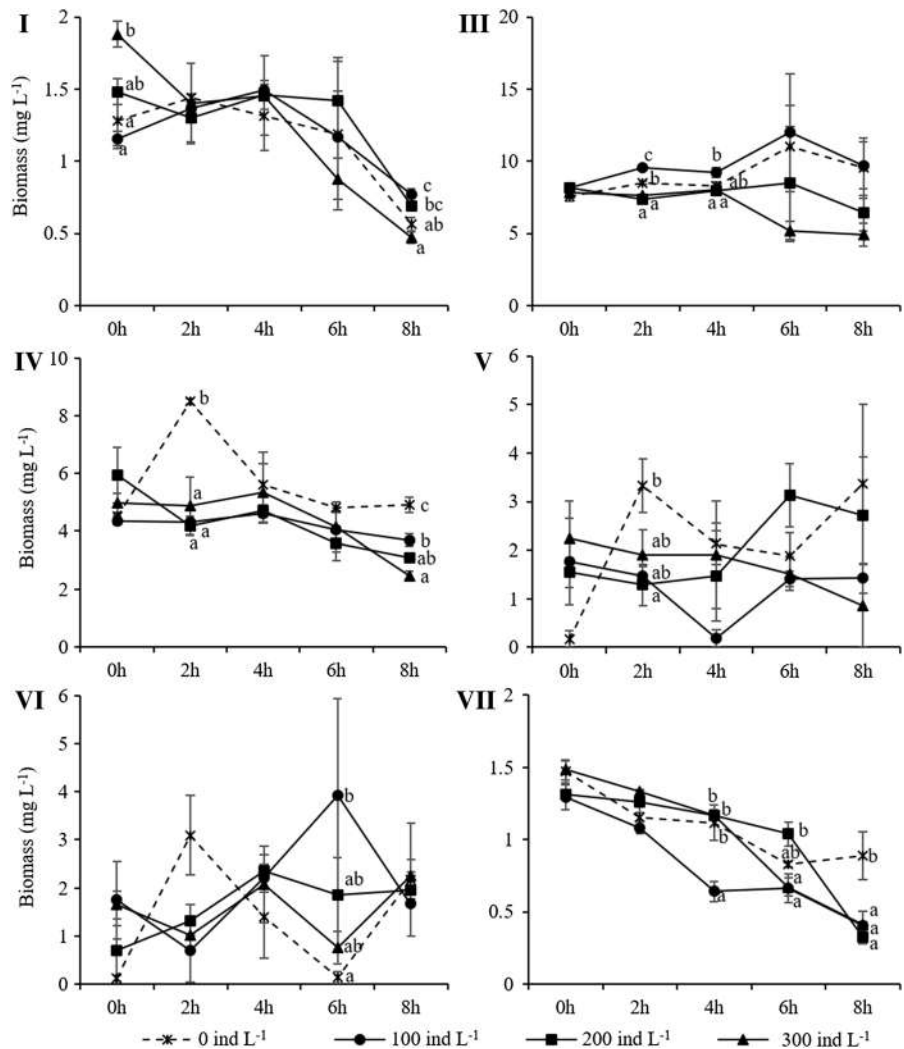 I
Biomass (mg L⁻¹)
2
1.5
1
0.5
0
b
ab
a
a
c
bc
ab
a
0h 2h 4h 6h 8h
III
20
15
10
5
0
c
b
a
a
b
ab
a
a
0h 2h 4h 6h 8h
IV
Biomass (mg L⁻¹)
10
8
6
4
2
0
b
a
a
a
c
b
ab
a
0h 2h 4h 6h 8h
V
6
5
4
3
2
1
0
b
ab
ab
a
0h 2h 4h 6h 8h
VI
Biomass (mg L⁻¹)
6
5
4
3
2
1
0
b
ab
ab
a
0h 2h 4h 6h 8h
VII
2
1.5
1
0.5
0
b
b
b
a
b
ab
a
a
b
a
a
a
0h 2h 4h 6h 8h
0 ind L⁻¹ 100 ind L⁻¹ 200 ind L⁻¹ 300 ind L⁻¹